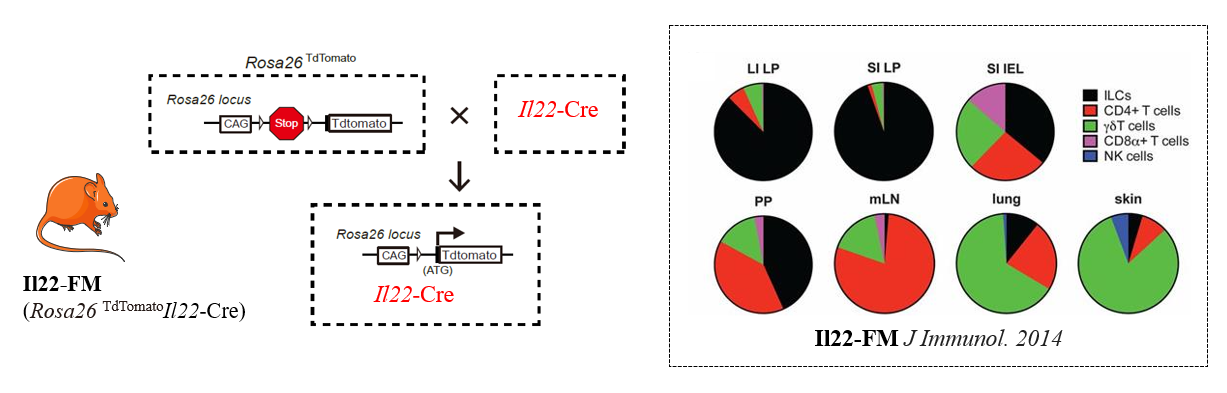 Rosa26 TdTomato
Rosa26 locus
CAG
Stop
Tdtomato
×
Il22-Cre
Rosa26 locus
CAG
Tdtomato
(ATG)
Il22-Cre
Il22-FM
(Rosa26 TdTomatoIl22-Cre)
LI LP
SI LP
SI IEL
ILCs
CD4+ T cells
γδT cells
CD8α+ T cells
NK cells
PP
mLN
lung
skin
Il22-FM J Immunol. 2014